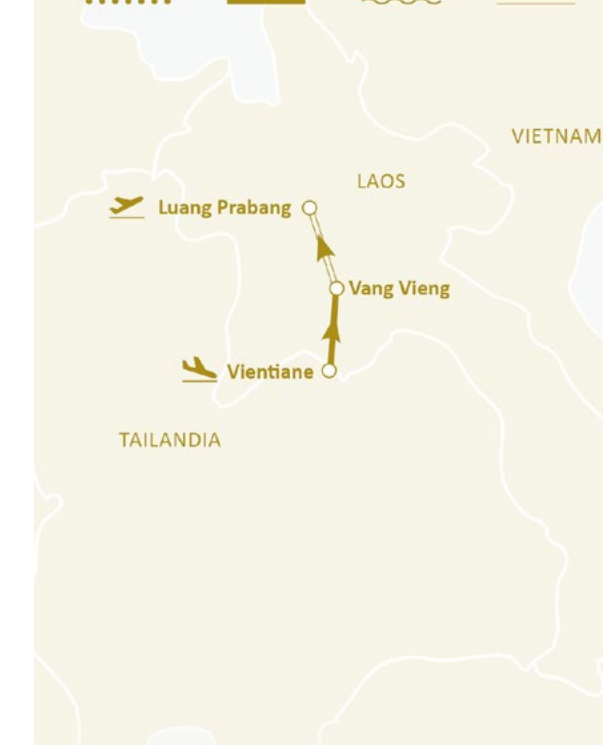 VIETNAM
LAOS
Luang Prabang
Vang Vieng
Vientiane
TAILANDIA